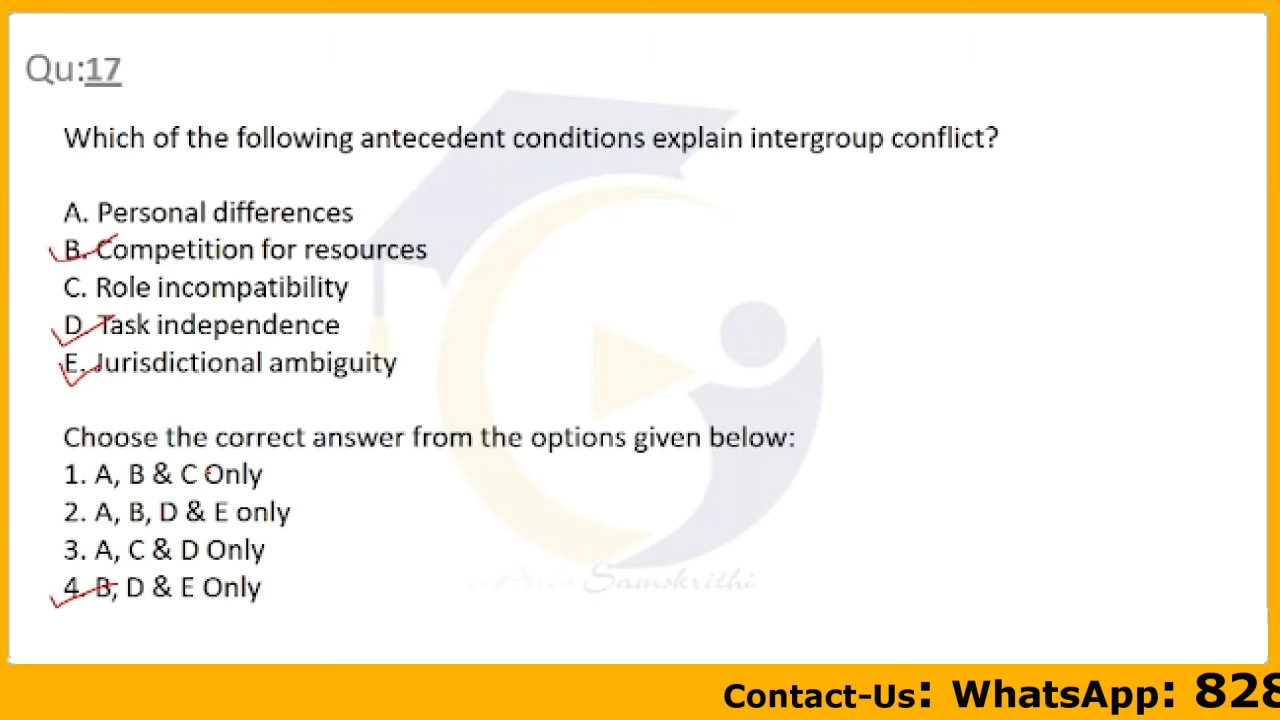 Qu:17
Which of the following antecedent conditions explain intergroup conflict?
A. Personal differences
B. Competition for resources
C. Role incompatibility
D. Task independence
E. Jurisdictional ambiguity
Choose the correct answer from the options given below:
1. A, B & C Only
2. A, B, D & E only
3. A, C & D Only
4. B, D & E Only
Samskrithi
Contact-Us: WhatsApp: 828